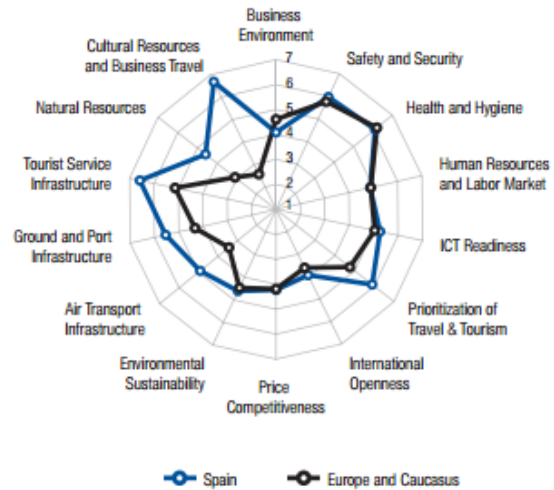 Business
Environment
7
6
5
4
3
2
1
Safety and Security
Health and Hygiene
Human Resources
and Labor Market
ICT Readiness
Prioritization of
Travel & Tourism
International
Openness
Price
Competitiveness
Environmental
Sustainability
Air Transport
Infrastructure
Ground and Port
Infrastructure
Tourist Service
Infrastructure
Natural Resources
Cultural Resources
and Business Travel
Spain
Europe and Caucasus